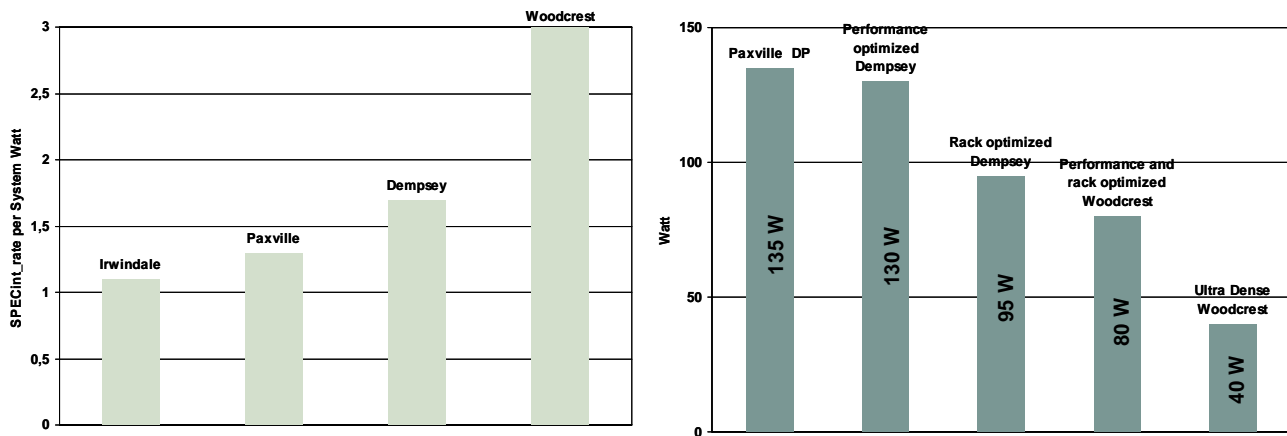 Woodcrest
3
2,5
2
1.5
1
0,5
0
SPECint_rate per System Watt
Dempsey
Paxville
Irwindale
150
100
50
0
Watt
Paxville DP
Performance
optimized
Dempsey
Rack optimized
Dempsey
Performance and
rack optimized
Woodcrest
Ultra Dense
Woodcrest
135 W
130 W
95 W
80 W
40 W